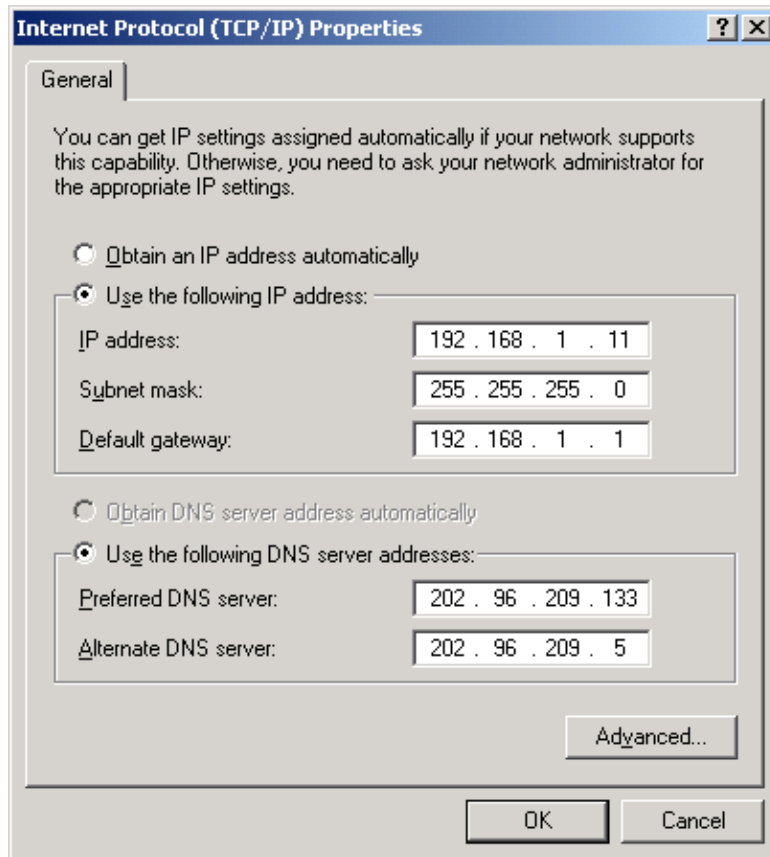 Internet Protocol (TCP/IP) Properties
General
You can get IP settings assigned automatically if your network supports
this capability. Otherwise, you need to ask your network administrator for
the appropriate IP settings.
Obtain an IP address automatically
Use the following IP address:
IP address: 192 . 168 . 1 . 11
Subnet mask: 255 . 255 . 255 . 0
Default gateway: 192 . 168 . 1 . 1
Obtain DNS server address automatically
Use the following DNS server addresses:
Preferred DNS server: 202 . 96 . 209 . 133
Alternate DNS server: 202 . 96 . 209 . 5
Advanced...
OK Cancel